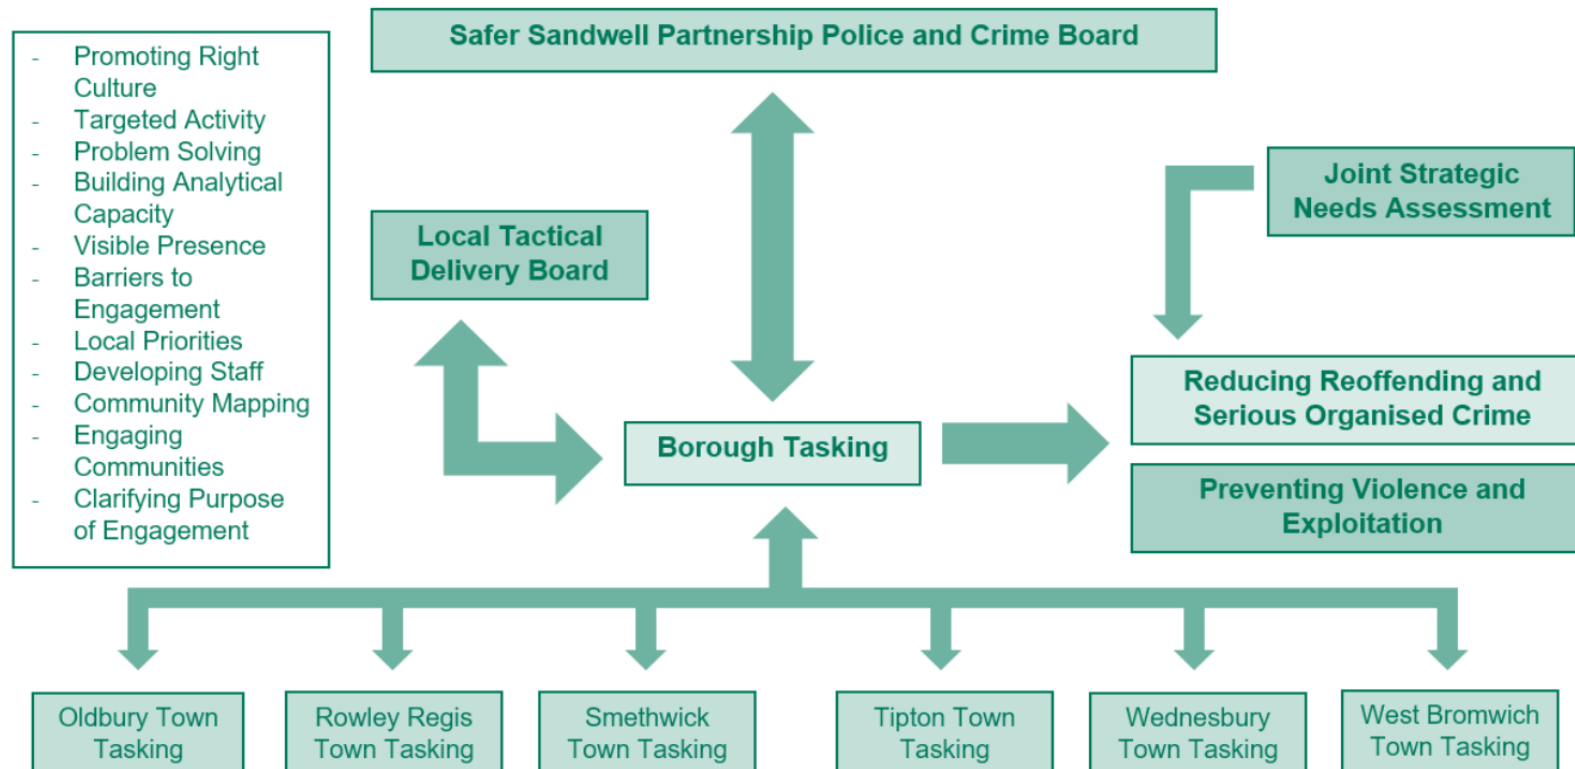 Safer Sandwell Partnership Police and Crime Board
- Promoting Right
Culture
- Targeted Activity
- Problem Solving
- Building Analytical
Capacity
- Visible Presence
- Barriers to
Engagement
- Local Priorities
- Developing Staff
- Community Mapping
- Engaging
Communities
- Clarifying Purpose
of Engagement
Local Tactical
Delivery Board
Joint Strategic
Needs Assessment
Borough Tasking
Reducing Reoffending and
Serious Organised Crime
Preventing Violence and
Exploitation
Oldbury Town
Tasking
Rowley Regis
Town Tasking
Smethwick
Town Tasking
Tipton Town
Tasking
Wednesbury
Town Tasking
West Bromwich
Town Tasking